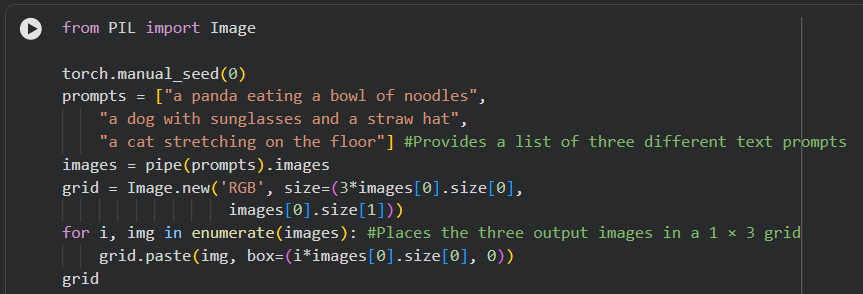 from PIL import Image
torch.manual_seed(0)
prompts = ["a panda eating a bowl of noodles",
"a dog with sunglasses and a straw hat",
"a cat stretching on the floor"] #Provides a list of three different text prompts
images = pipe(prompts).images
grid = Image.new('RGB', size=(3*images[0].size[0],
images[0].size[1]))
for i, img in enumerate(images): #Places the three output images in a 1 × 3 grid
grid.paste(img, box=(i*images[0].size[0], 0))
grid